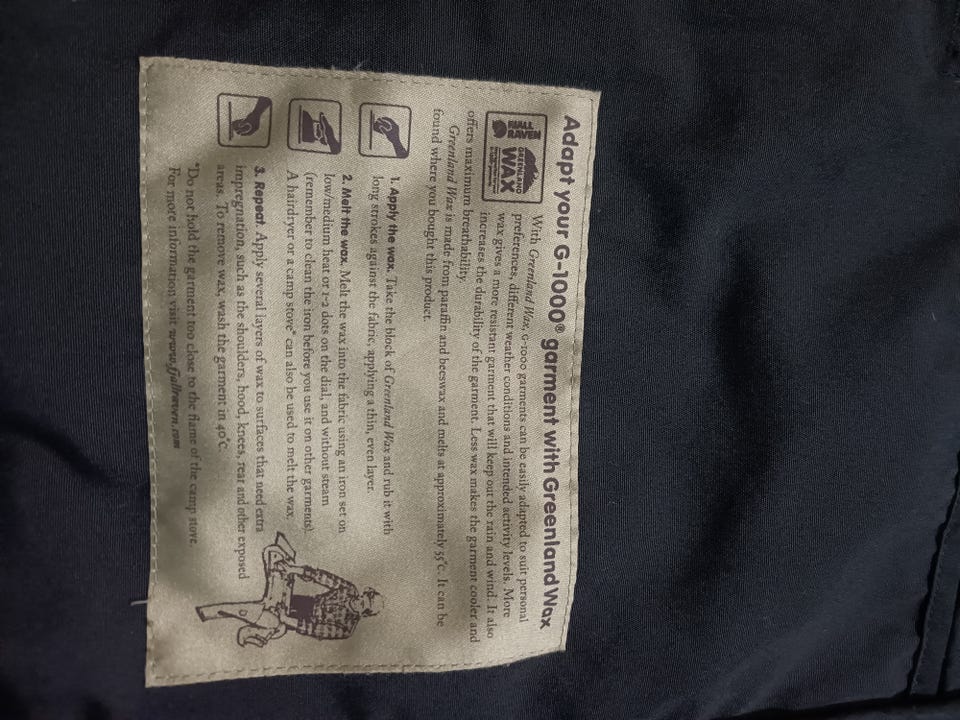 Adapt your G-1000® garment with Greenland Wax
FJÄLL
RÄVEN
GREENLAND
WAX
With Greenland Wax, G-1000 garments can be easily adapted to suit personal
preferences, different weather conditions and intended activity levels. More
wax gives a more resistant garment that will keep out the rain and wind. It also
increases the durability of the garment. Less wax makes the garment cooler and
offers maximum breathability.
Greenland Wax is made from paraffin and beeswax and melts at approximately 55°C. It can be
found where you bought this product.
1. Apply the wax. Take the block of Greenland Wax and rub it with
long strokes against the fabric, applying a thin, even layer.
2. Melt the wax. Melt the wax into the fabric using an iron set on
low/medium heat or 1-2 dots on the dial, and without steam
(remember to clean the iron before you use it on other garments).
A hairdryer or a camp stove* can also be used to melt the wax.
3. Repeat. Apply several layers of wax to surfaces that need extra
impregnation, such as the shoulders, hood, knees, rear and other exposed
areas. To remove wax, wash the garment in 40°C.
*Do not hold the garment too close to the flame of the camp stove.
For more information visit www.fjallraven.com